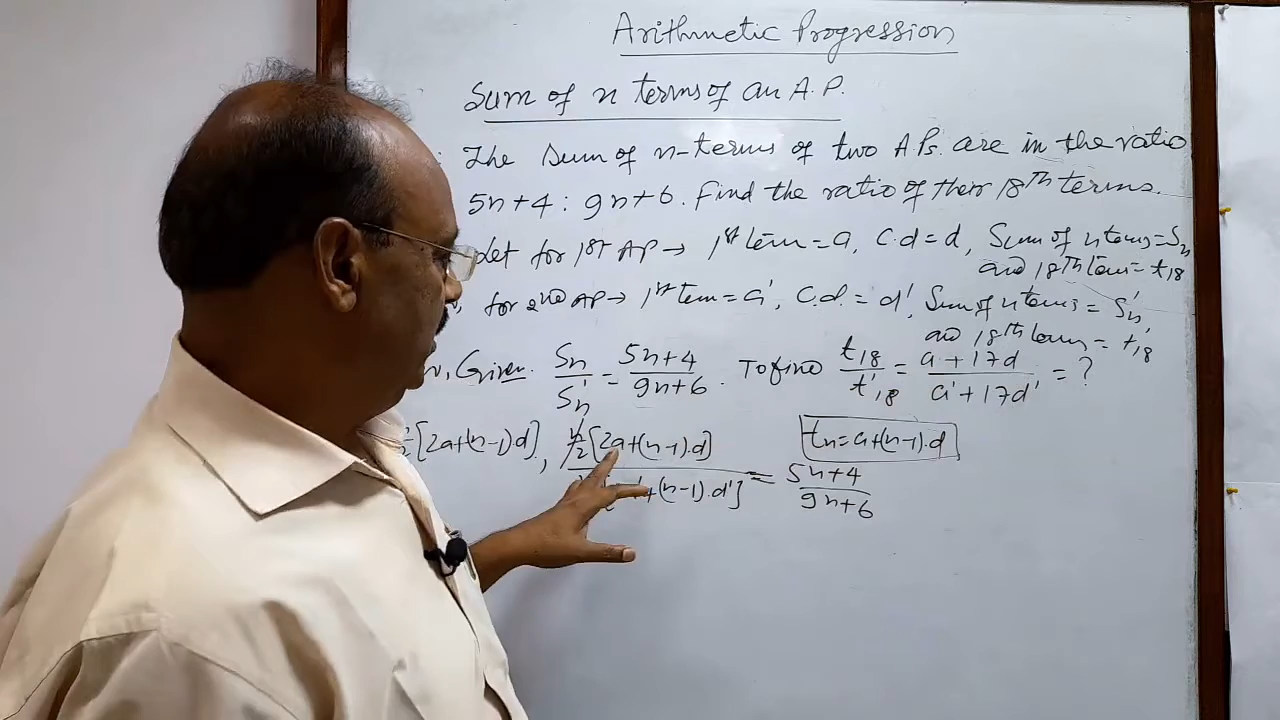 Arithmetic Progression
Sum of n terms of an A.P.
: The sum of n-terms of two A.Ps. are in the ratio
5n+4 : 9n+6. Find the ratio of their 18th terms.
Let for 1st AP → 1st term = a, C.d = d, Sum of n terms = Sn
and 18th term = t18
for 2nd AP → 1st term = a', C.d. = d', Sum of n terms = S'n,
and 18th term = t'18
Given. Sn/S'n = 5n+4/9n+6. To find t18/t'18 = a+17d/a'+17d' = ?
[2a+(n-1)d], n/2[2a+(n-1).d]/+(n-1).d'] = 5n+4/9n+6
tn = a+(n-1).d